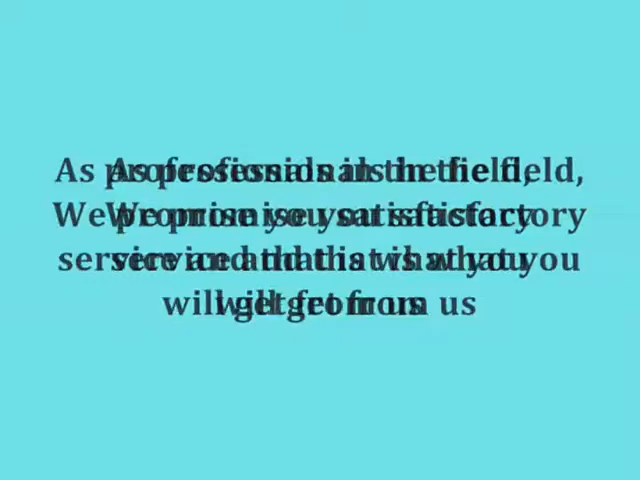 As professionals in the field,
We promise you satisfactory
service and that is what you
will get from us